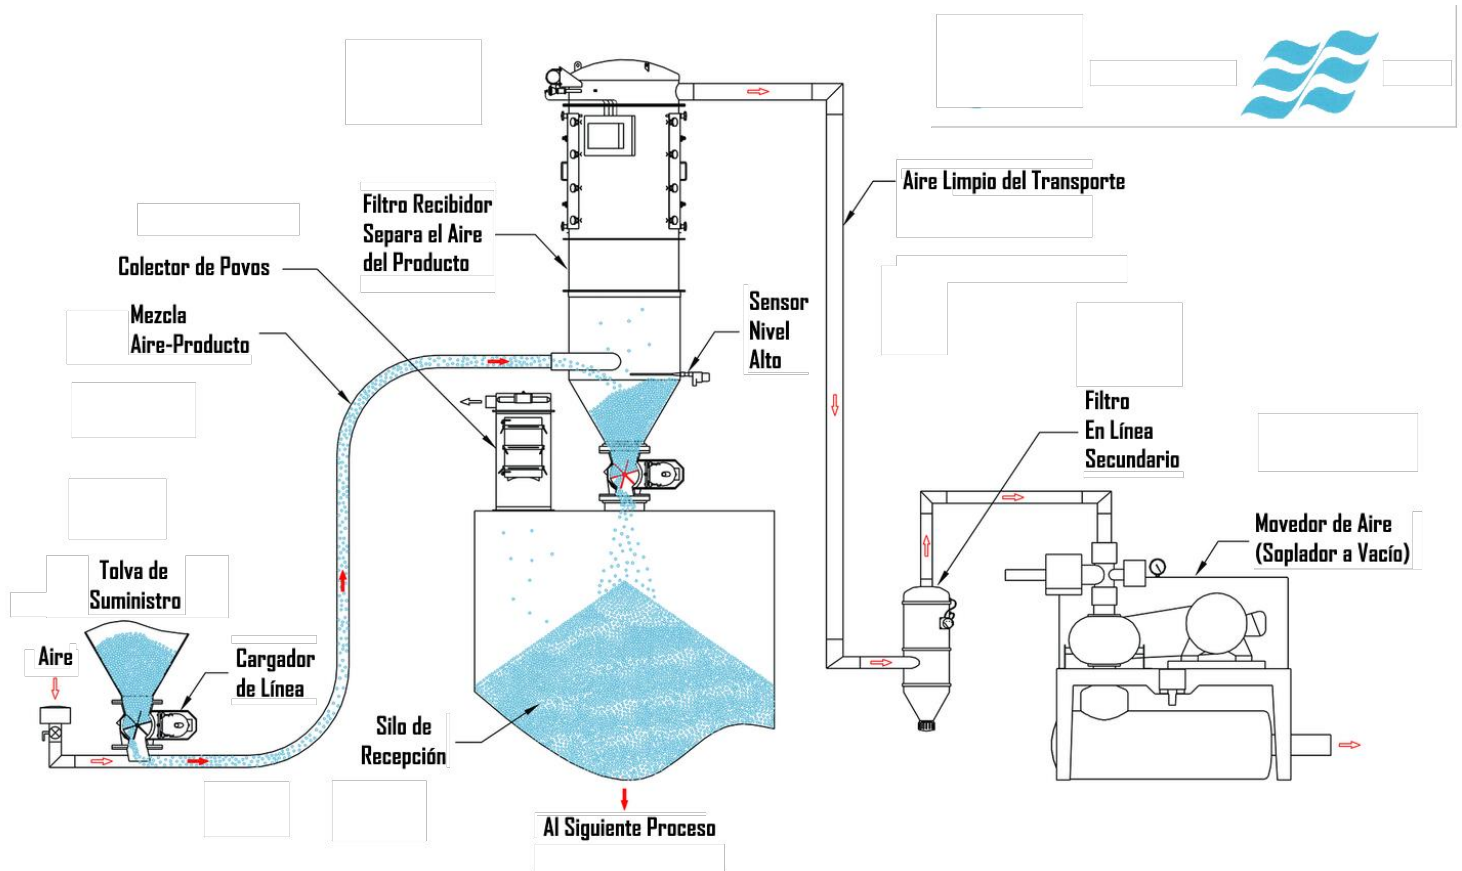 Filtro Recibidor
Separa el Aire
del Producto
Aire Limpio del Transporte
Colector de Povos
Mezcla
Aire-Producto
Sensor
Nivel
Alto
Filtro
En Línea
Secundario
Movedor de Aire
(Soplador a Vacío)
Tolva de
Suministro
Aire
Cargador
de Línea
Silo de
Recepción
Al Siguiente Proceso